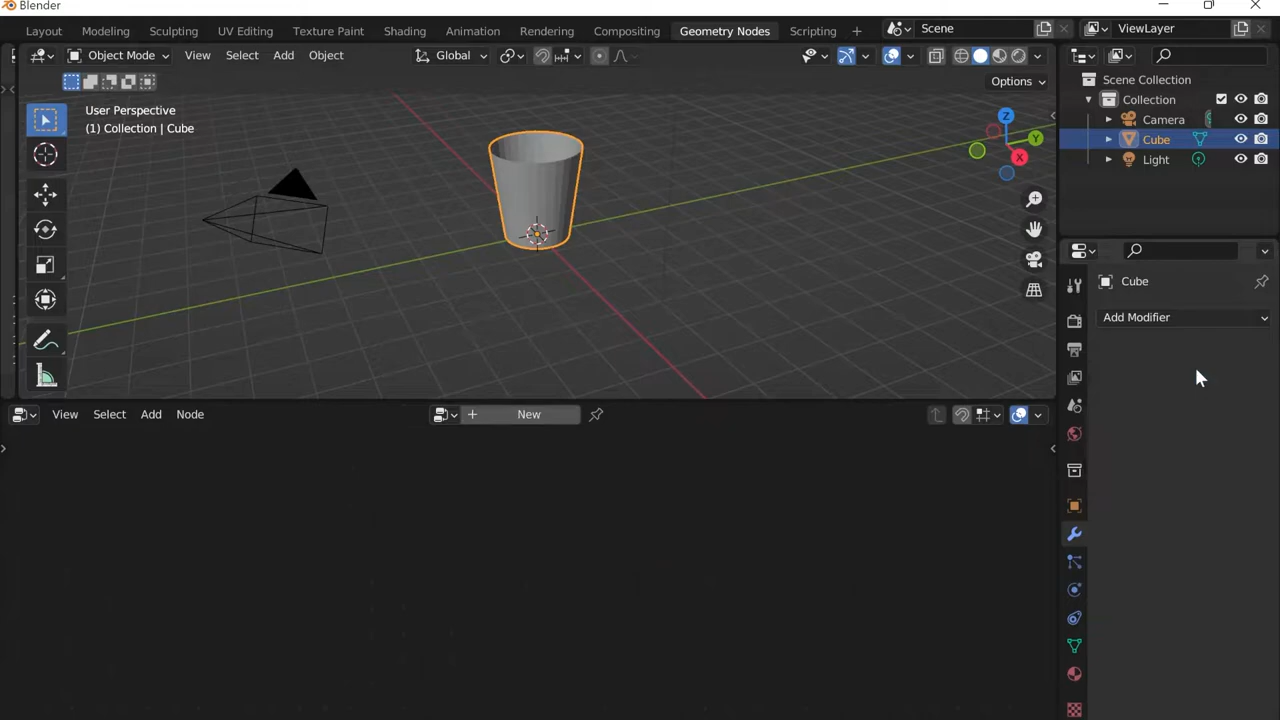 Blender
Layout Modeling Sculpting UV Editing Texture Paint Shading Animation Rendering Compositing Geometry Nodes Scripting + Scene ViewLayer
Object Mode View Select Add Object Global
Options
User Perspective
(1) Collection | Cube
Z
Y
X
Scene Collection
Collection
Camera
Cube
Light
Cube
Add Modifier
View Select Add Node + New